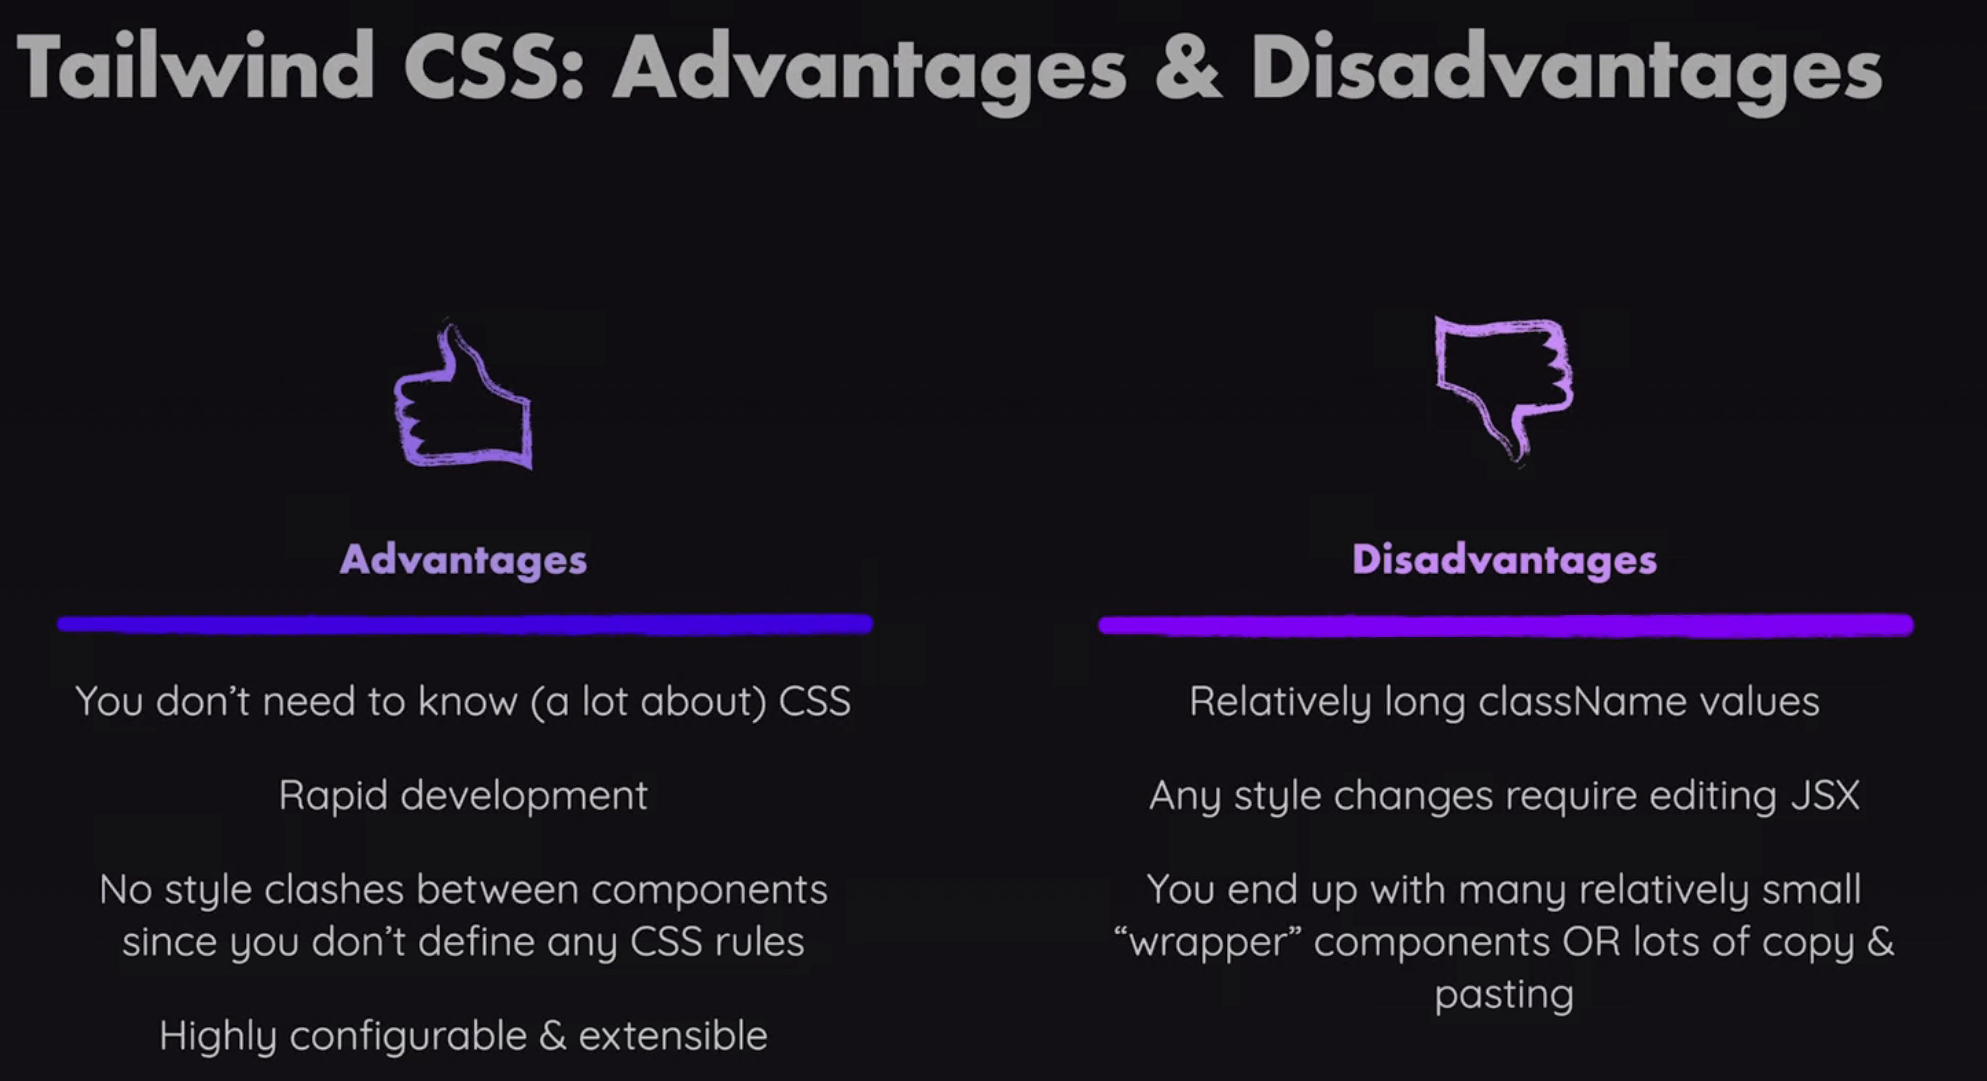 Tailwind CSS: Advantages & Disadvantages
Advantages
You don’t need to know (a lot about) CSS
Rapid development
No style clashes between components
since you don’t define any CSS rules
Highly configurable & extensible
Disadvantages
Relatively long className values
Any style changes require editing JSX
You end up with many relatively small
“wrapper” components OR lots of copy &
pasting